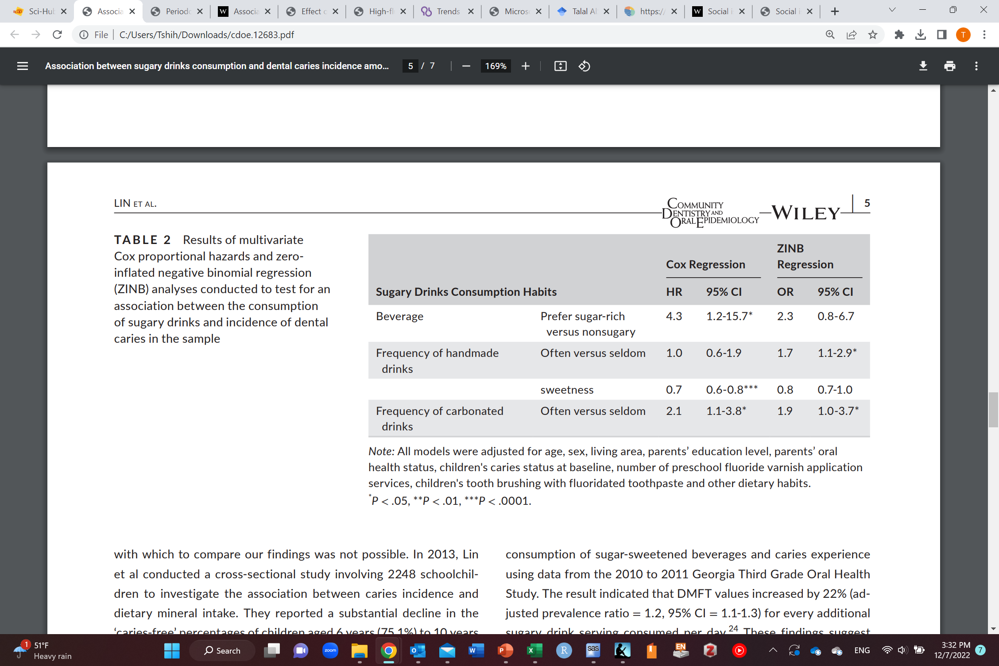 Sci-Hub
Associa
Periodo
Associa
Effect o
High-fl
Trends
Micros
Talal Al
https://
Social i
Social i
File
C:/Users/Tshih/Downloads/cdoe.12683.pdf
T
Association between sugary drinks consumption and dental caries incidence amo...
5 / 7
169%
LIN ET AL.
COMMUNITY
DENTISTRY AND
ORAL EPIDEMIOLOGY
WILEY
5
TABLE 2 Results of multivariate
Cox proportional hazards and zero-
inflated negative binomial regression
(ZINB) analyses conducted to test for an
association between the consumption
of sugary drinks and incidence of dental
caries in the sample
ZINB
Cox Regression Regression
Sugary Drinks Consumption Habits HR 95% CI OR 95% CI
Beverage Prefer sugar-rich 4.3 1.2-15.7* 2.3 0.8-6.7
versus nonsugary
Frequency of handmade Often versus seldom 1.0 0.6-1.9 1.7 1.1-2.9*
drinks
sweetness 0.7 0.6-0.8*** 0.8 0.7-1.0
Frequency of carbonated Often versus seldom 2.1 1.1-3.8* 1.9 1.0-3.7*
drinks
Note: All models were adjusted for age, sex, living area, parents’ education level, parents’ oral
health status, children's caries status at baseline, number of preschool fluoride varnish application
services, children's tooth brushing with fluoridated toothpaste and other dietary habits.
*P < .05, **P < .01, ***P < .0001.
with which to compare our findings was not possible. In 2013, Lin
et al conducted a cross-sectional study involving 2248 schoolchil-
dren to investigate the association between caries incidence and
dietary mineral intake. They reported a substantial decline in the
‘caries-free’ percentages of children aged 6 years (75.1%) to 10 years
consumption of sugar-sweetened beverages and caries experience
using data from the 2010 to 2011 Georgia Third Grade Oral Health
Study. The result indicated that DMFT values increased by 22% (ad-
justed prevalence ratio = 1.2, 95% CI = 1.1-1.3) for every additional
sugary drink serving consumed per day.24 These findings suggest
1
51°F
Heavy rain
Search
zoom
sas
EN
ENG
3:32 PM
12/7/2022
7